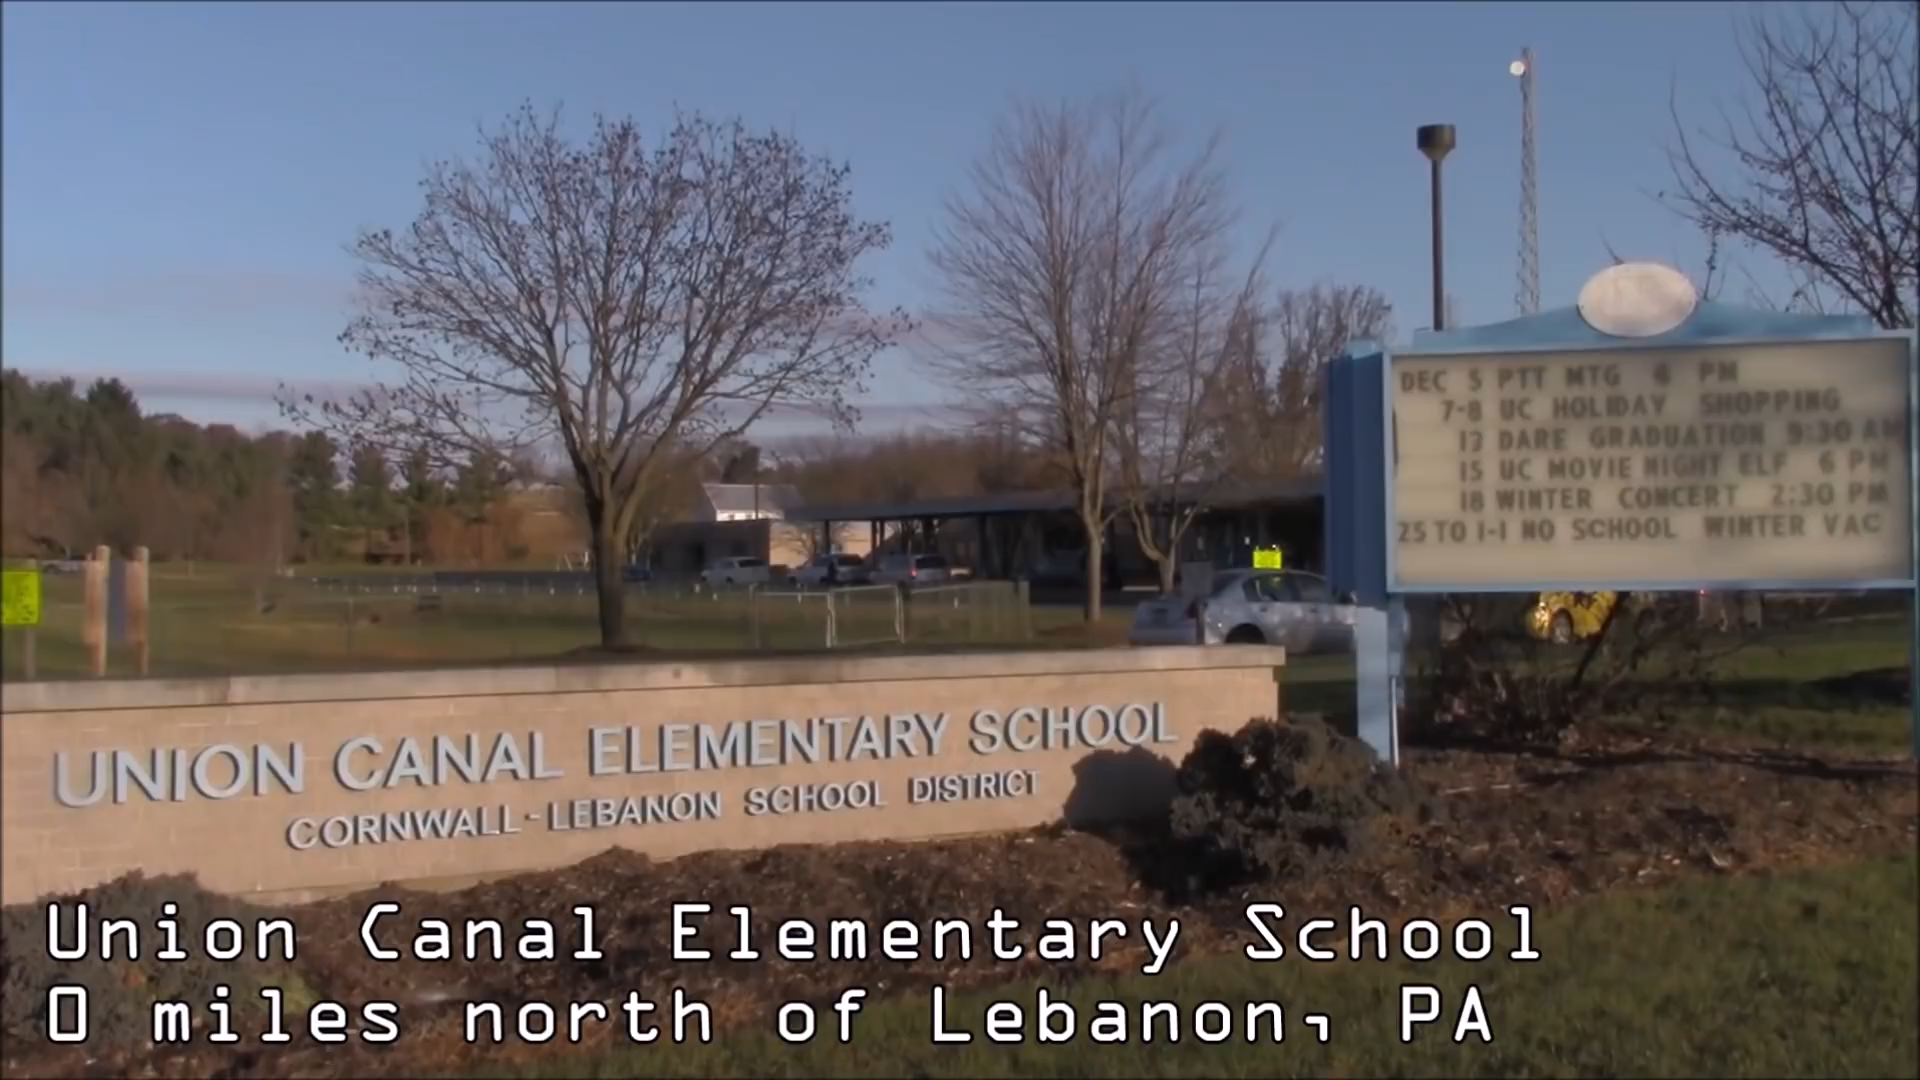 DEC 5 PTT MTG 6 PM
7-8 UC HOLIDAY SHOPPING
13 DARE GRADUATION 9:30 AM
15 UC MOVIE NIGHT ELF 6 PM
18 WINTER CONCERT 2:30 PM
25 TO 1-1 NO SCHOOL WINTER VAC
UNION CANAL ELEMENTARY SCHOOL
CORNWALL-LEBANON SCHOOL DISTRICT
Union Canal Elementary School
0 miles north of Lebanon, PA